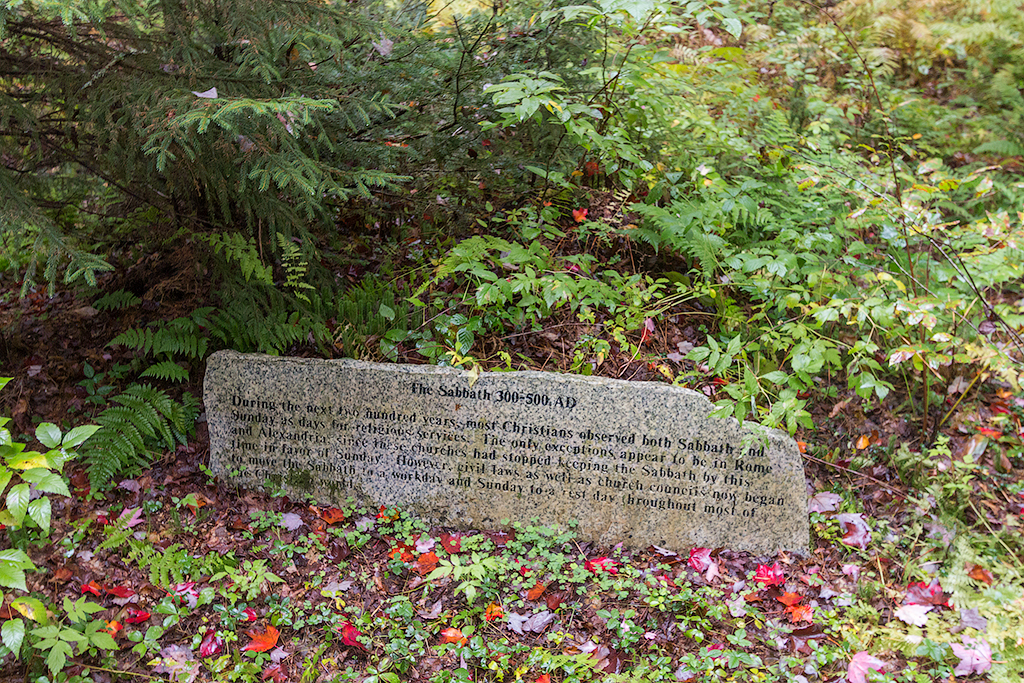 The Sabbath 300-500 AD
During the next two hundred years, most Christians observed both Sabbath and
Sunday as days for religious services. The only exceptions appear to be in Rome
and Alexandria, since these churches had stopped keeping the Sabbath by this
time in favor of Sunday. However, civil laws, as well as church councils now began
to move this Sabbath to a workday and Sunday to a rest day throughout most of